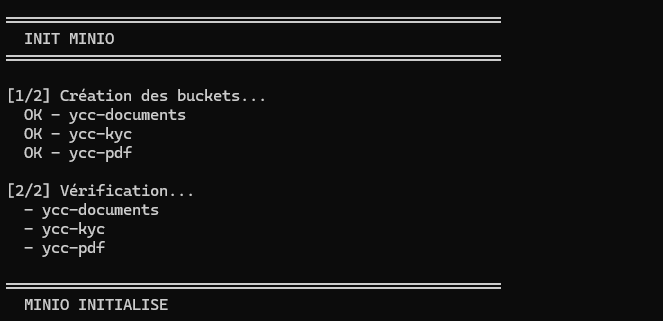 INIT MINIO
[1/2] Création des buckets...
OK - ycc-documents
OK - ycc-kyc
OK - ycc-pdf
[2/2] Vérification...
- ycc-documents
- ycc-kyc
- ycc-pdf
MINIO INITIALISE